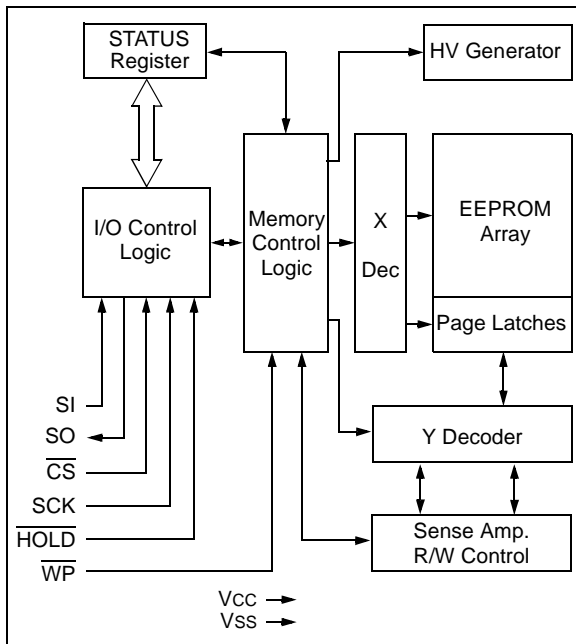 STATUS
Register
HV Generator
I/O Control
Logic
Memory
Control
Logic
X
Dec
EEPROM
Array
Page Latches
SI
SO
CS
SCK
HOLD
WP
Y Decoder
Sense Amp.
R/W Control
VCC
VSS